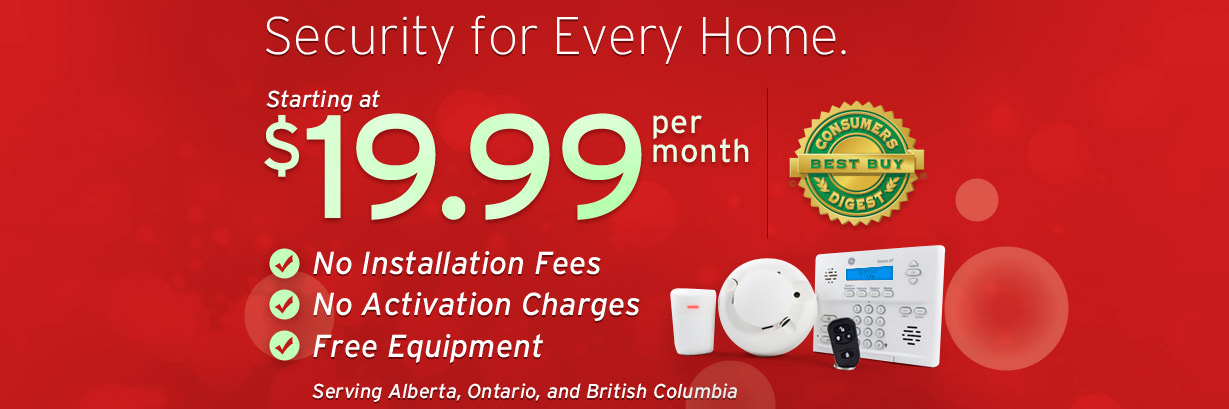 Security for Every Home.
Starting at
$19.99
per
month
CONSUMERS
BEST BUY
DIGEST
No Installation Fees
No Activation Charges
Free Equipment
Serving Alberta, Ontario, and British Columbia